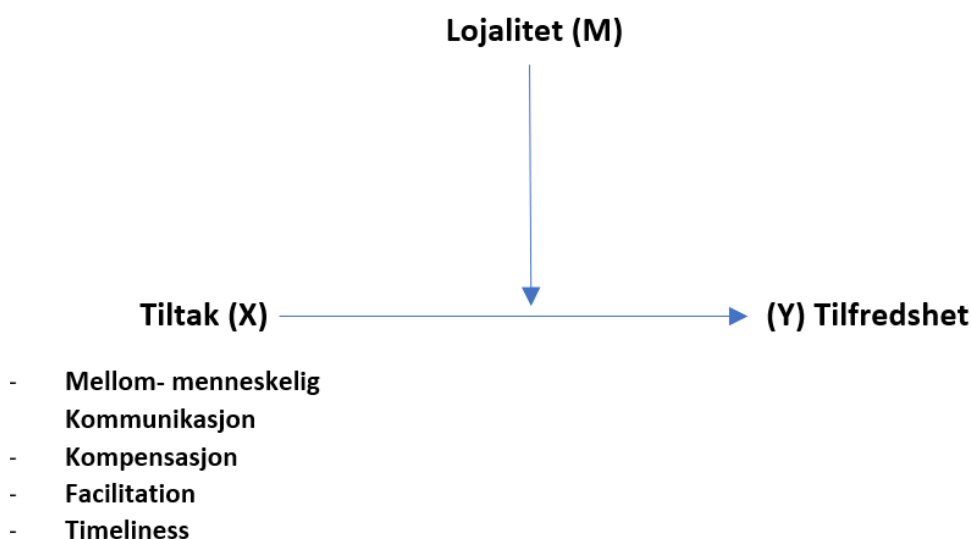 Lojalitet (M)
Tiltak (X) (Y) Tilfredshet
- Mellom- menneskelig
Kommunikasjon
- Kompensasjon
- Facilitation
- Timeliness